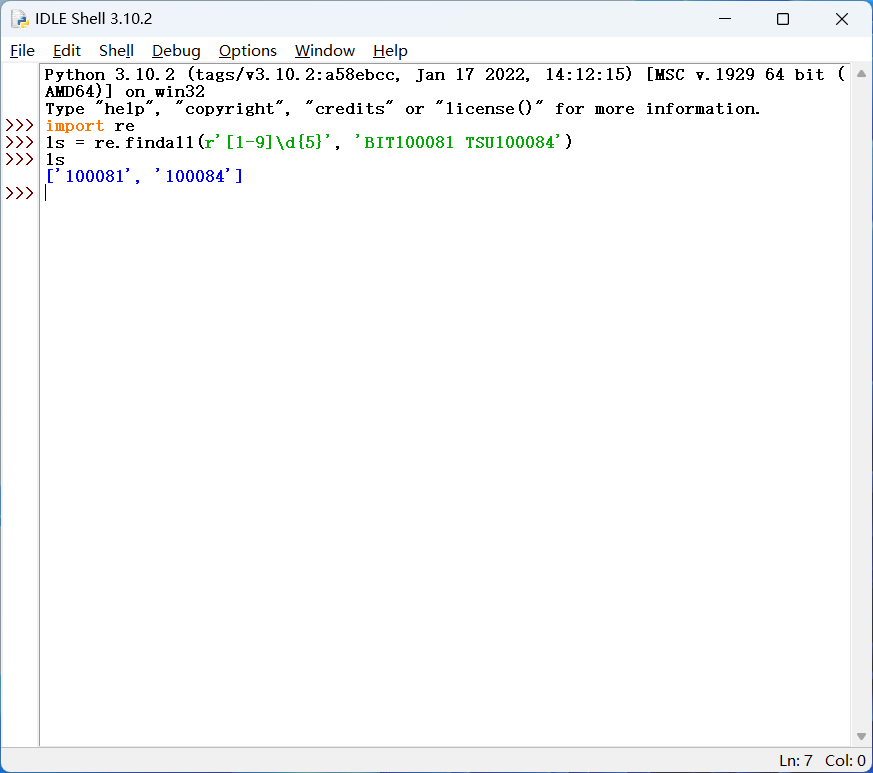 IDLE Shell 3.10.2
File Edit Shell Debug Options Window Help
Python 3.10.2 (tags/v3.10.2:a58ebcc, Jan 17 2022, 14:12:15) [MSC v.1929 64 bit (
AMD64)] on win32
Type "help", "copyright", "credits" or "license()" for more information.
>>> import re
>>> ls = re.findall(r'[1-9]\d{5}', 'BIT100081 TSU100084')
>>> ls
['100081', '100084']
>>>
Ln: 7 Col: 0